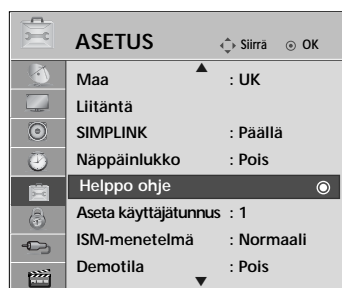 ASETUS Siirrä OK
Maa : UK
Liitäntä
SIMPLINK : Päällä
Näppäinlukko : Pois
Helppo ohje
Aseta käyttäjätunnus : 1
ISM-menetelmä : Normaali
Demotila : Pois